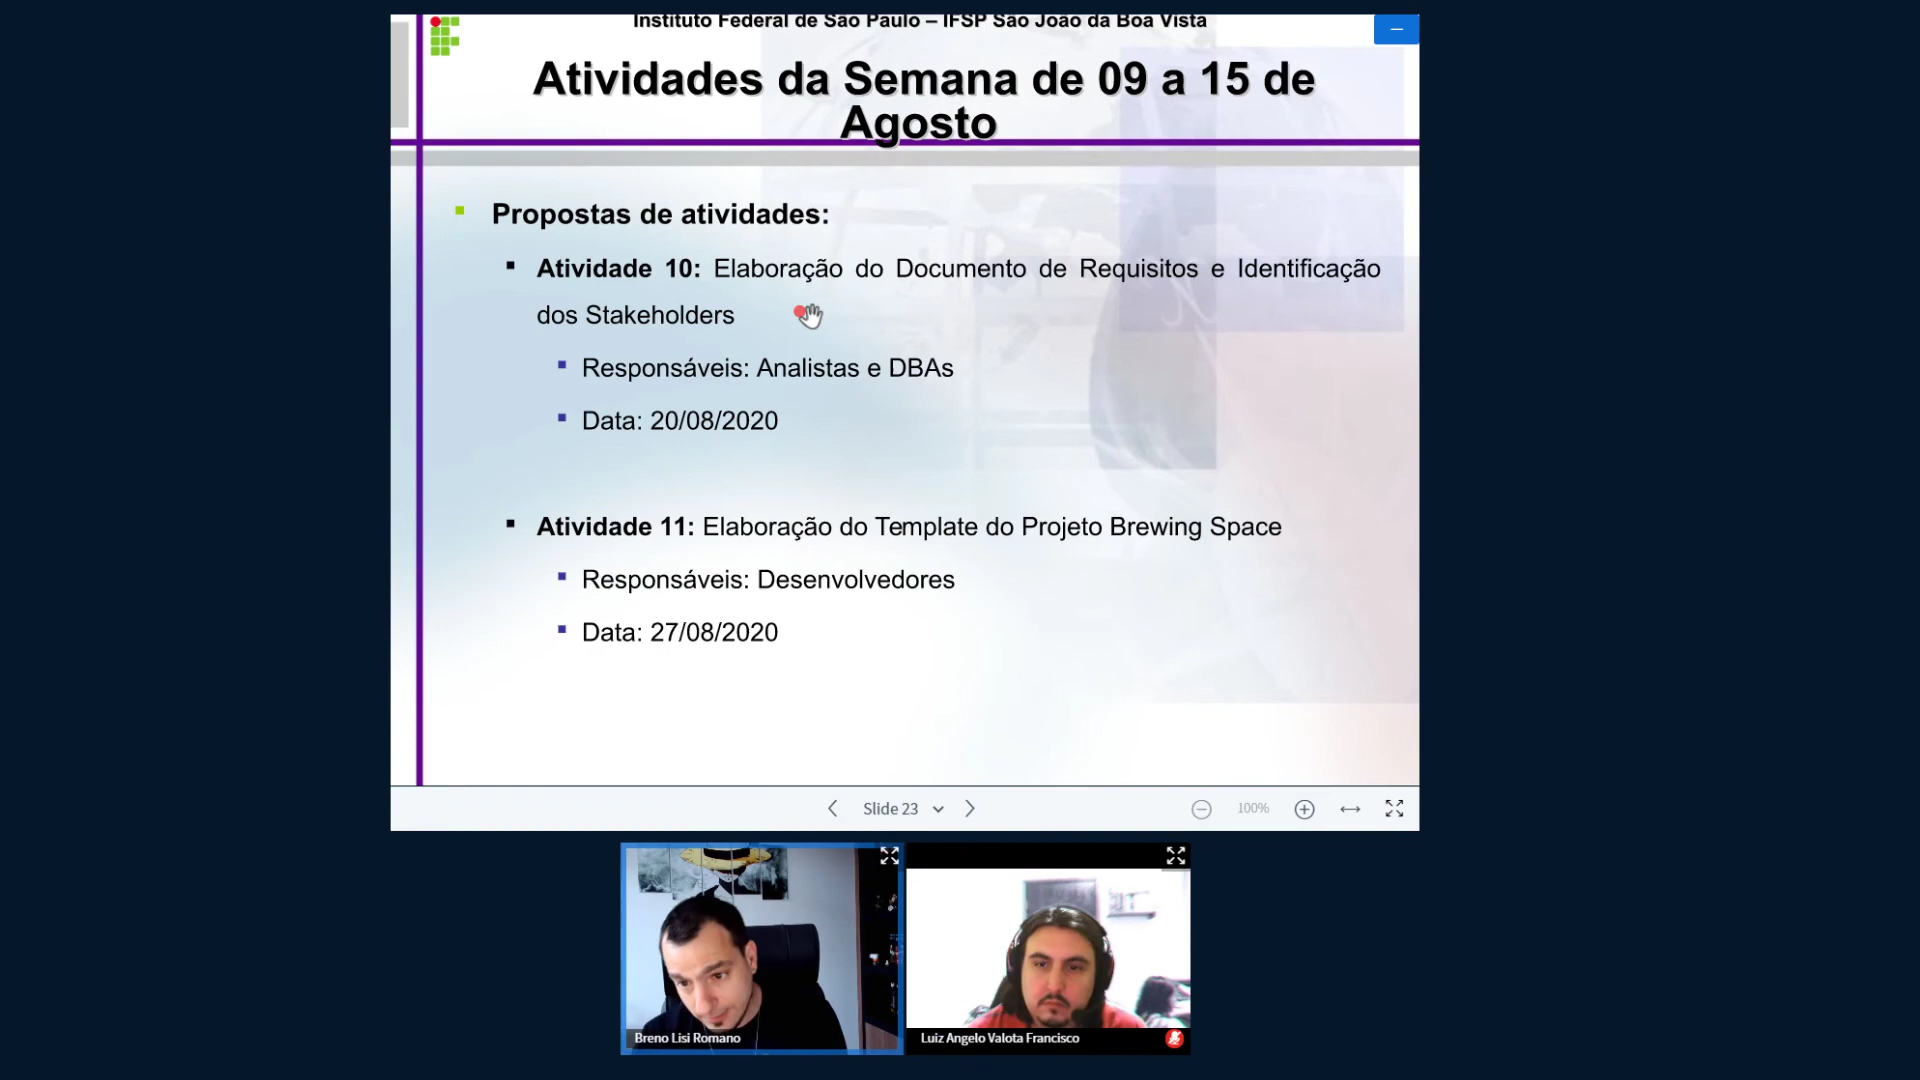 Instituto Federal de São Paulo – IFSP São João da Boa Vista
Atividades da Semana de 09 a 15 de
Agosto
Propostas de atividades:
Atividade 10: Elaboração do Documento de Requisitos e Identificação
dos Stakeholders
Responsáveis: Analistas e DBAs
Data: 20/08/2020
Atividade 11: Elaboração do Template do Projeto Brewing Space
Responsáveis: Desenvolvedores
Data: 27/08/2020
Slide 23
100%
Breno Lisi Romano
Luiz Angelo Valota Francisco